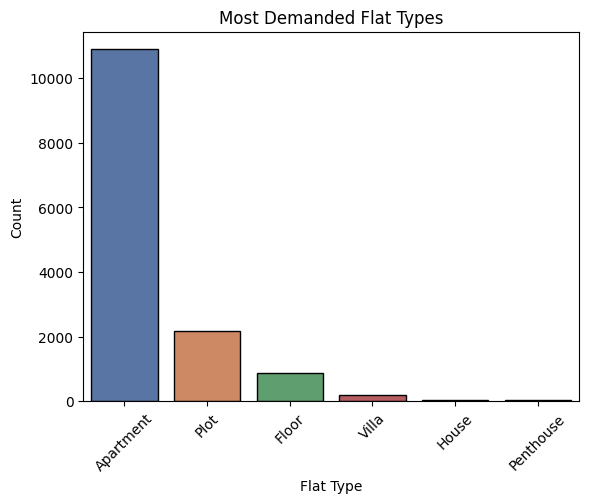 Most Demanded Flat Types
10000
8000
6000
4000
2000
0
Count
Apartment
Plot
Floor
Villa
House
Penthouse
Flat Type